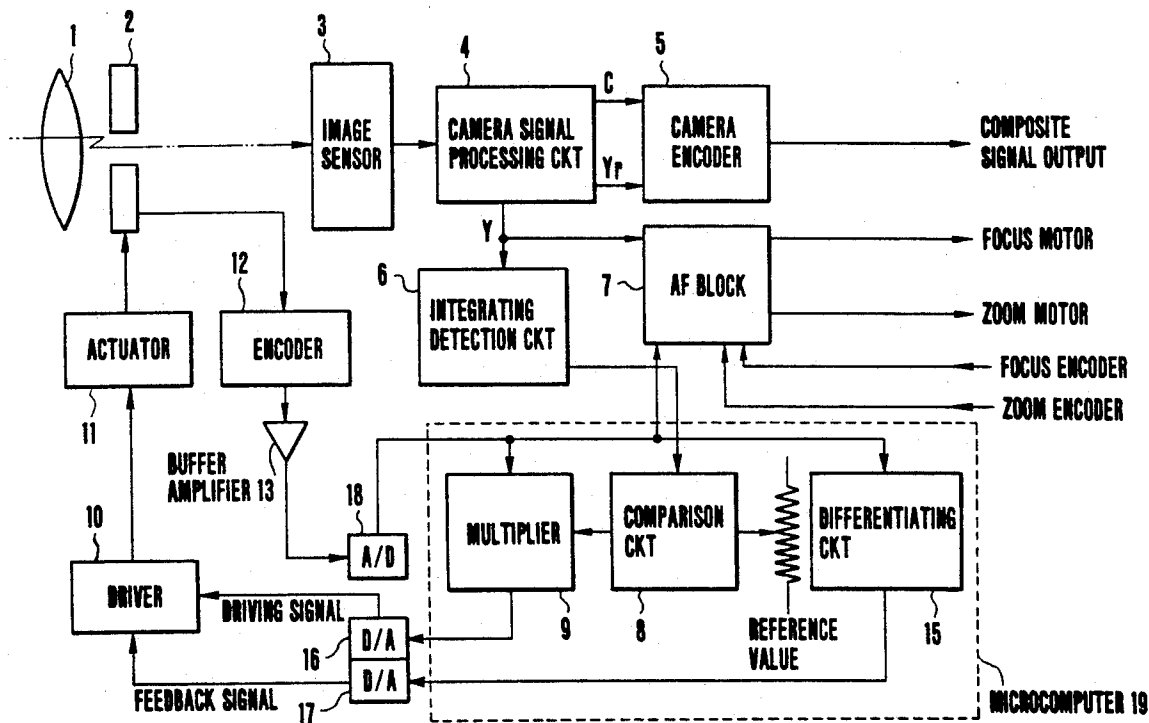 1
2
3
4
5
IMAGE
SENSOR
CAMERA SIGNAL
PROCESSING CKT
C
Yr
CAMERA
ENCODER
COMPOSITE
SIGNAL OUTPUT
Y
6
INTEGRATING
DETECTION CKT
7
AF BLOCK
FOCUS MOTOR
ZOOM MOTOR
FOCUS ENCODER
ZOOM ENCODER
12
ACTUATOR
11
ENCODER
BUFFER
AMPLIFIER 13
18
A/D
10
DRIVER
DRIVING SIGNAL
FEEDBACK SIGNAL
16
D/A
D/A
17
MULTIPLIER
9
COMPARISON
CKT
8
REFERENCE
VALUE
DIFFERENTIATING
CKT
15
MICROCOMPUTER 19